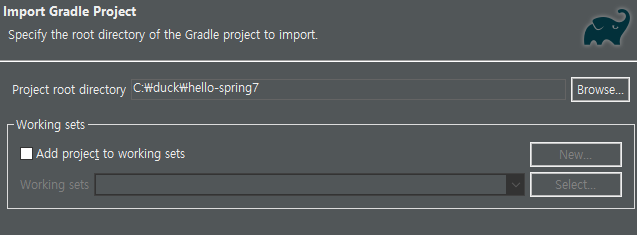 Import Gradle Project
Specify the root directory of the Gradle project to import.
Project root directory C:₩duck₩hello-spring7 Browse...
Working sets
Add project to working sets New...
Working sets Select...